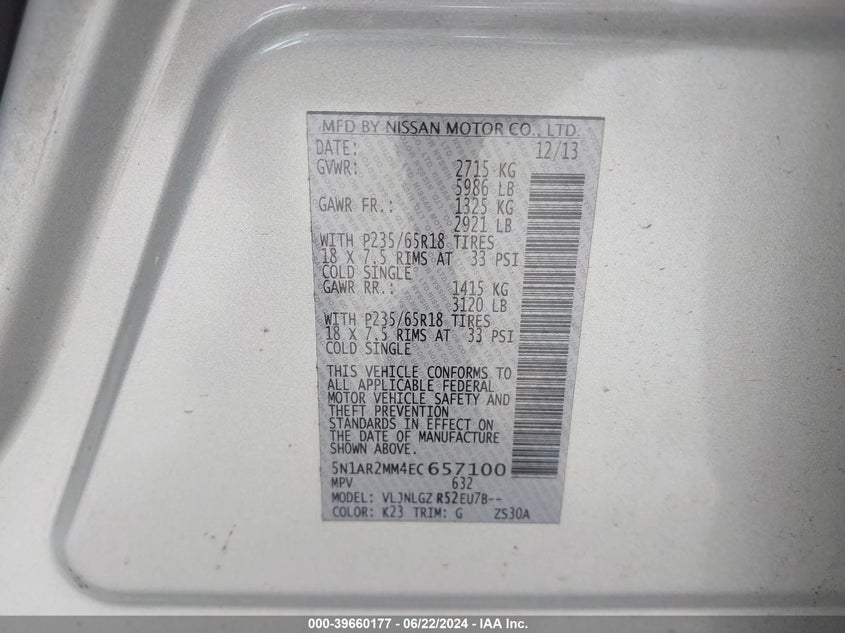 MFD BY NISSAN MOTOR CO., LTD.
DATE: 12/13
GVWR: 2715 KG
5986 LB
GAWR FR.: 1325 KG
2921 LB
WITH P235/65R18 TIRES
18 X 7.5 RIMS AT 33 PSI
COLD SINGLE
GAWR RR.: 1415 KG
3120 LB
WITH P235/65R18 TIRES
18 X 7.5 RIMS AT 33 PSI
COLD SINGLE
THIS VEHICLE CONFORMS TO
ALL APPLICABLE FEDERAL
MOTOR VEHICLE SAFETY AND
THEFT PREVENTION
STANDARDS IN EFFECT ON
THE DATE OF MANUFACTURE
SHOWN ABOVE.
5N1AR2MM4EC657100
MPV 632
MODEL: VLJNLGZ R52EU7B--
COLOR: K23 TRIM: G ZS30A
000-39660177 - 06/22/2024 - IAA Inc.